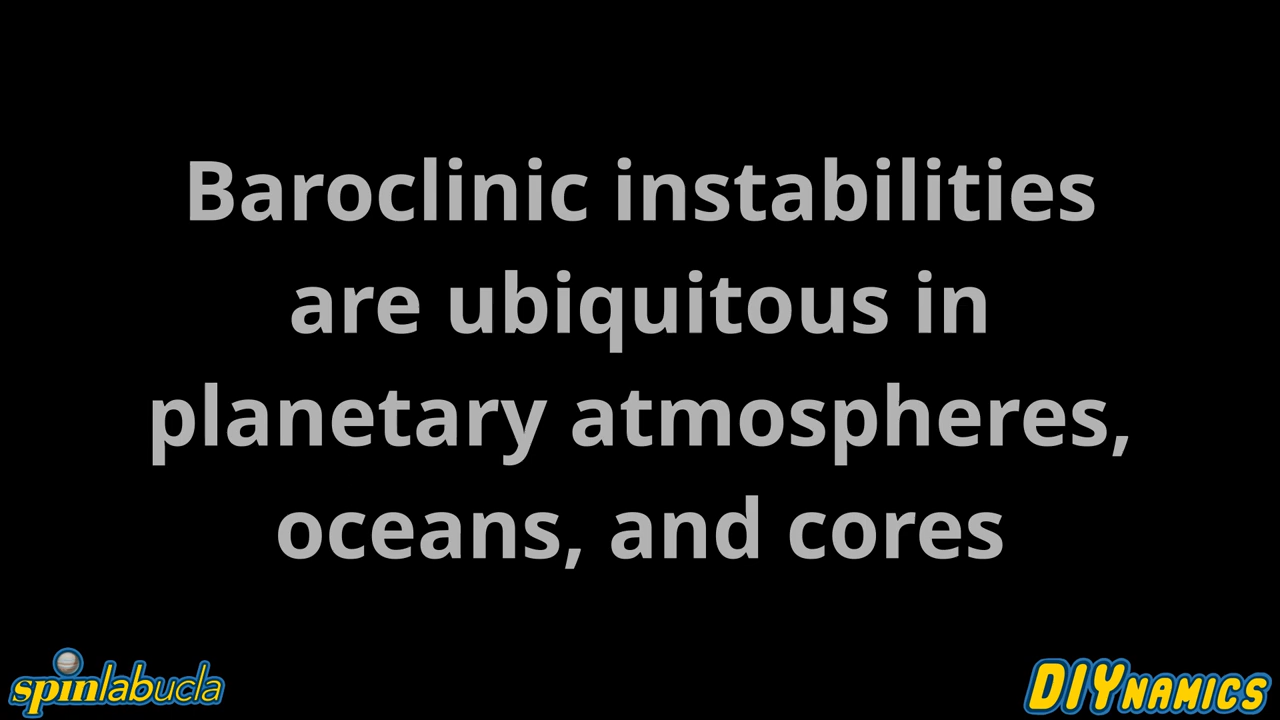 Baroclinic instabilities
are ubiquitous in
planetary atmospheres,
oceans, and cores
spinlabucla
DIYNAMICS